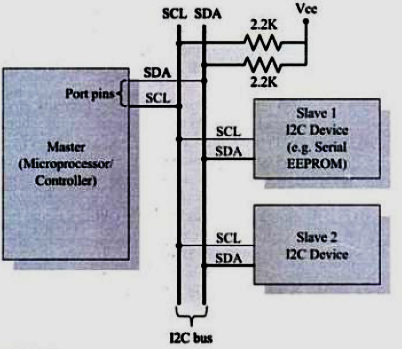 SCL SDA
Vcc
2.2K
2.2K
SDA
Port pins
SCL
Master
(Microprocessor/
Controller)
SCL
SDA
Slave 1
I2C Device
(e.g. Serial
EEPROM)
SCL
SDA
Slave 2
I2C Device
I2C bus